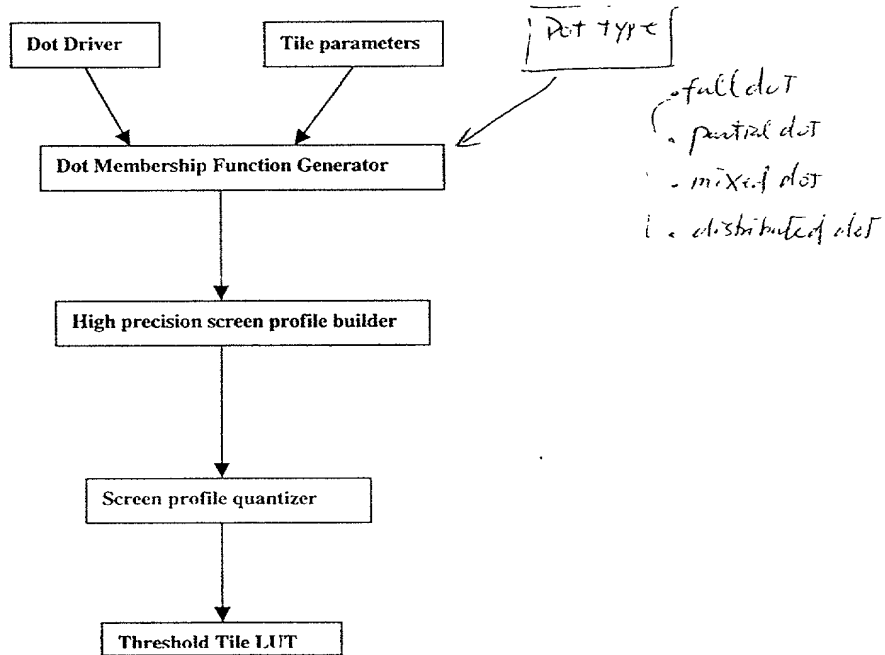 Dot Driver
Tile parameters
Dot type
Dot Membership Function Generator
• full dot
• partial dot
• mixed dot
• distributed dot
High precision screen profile builder
Screen profile quantizer
Threshold Tile LUT